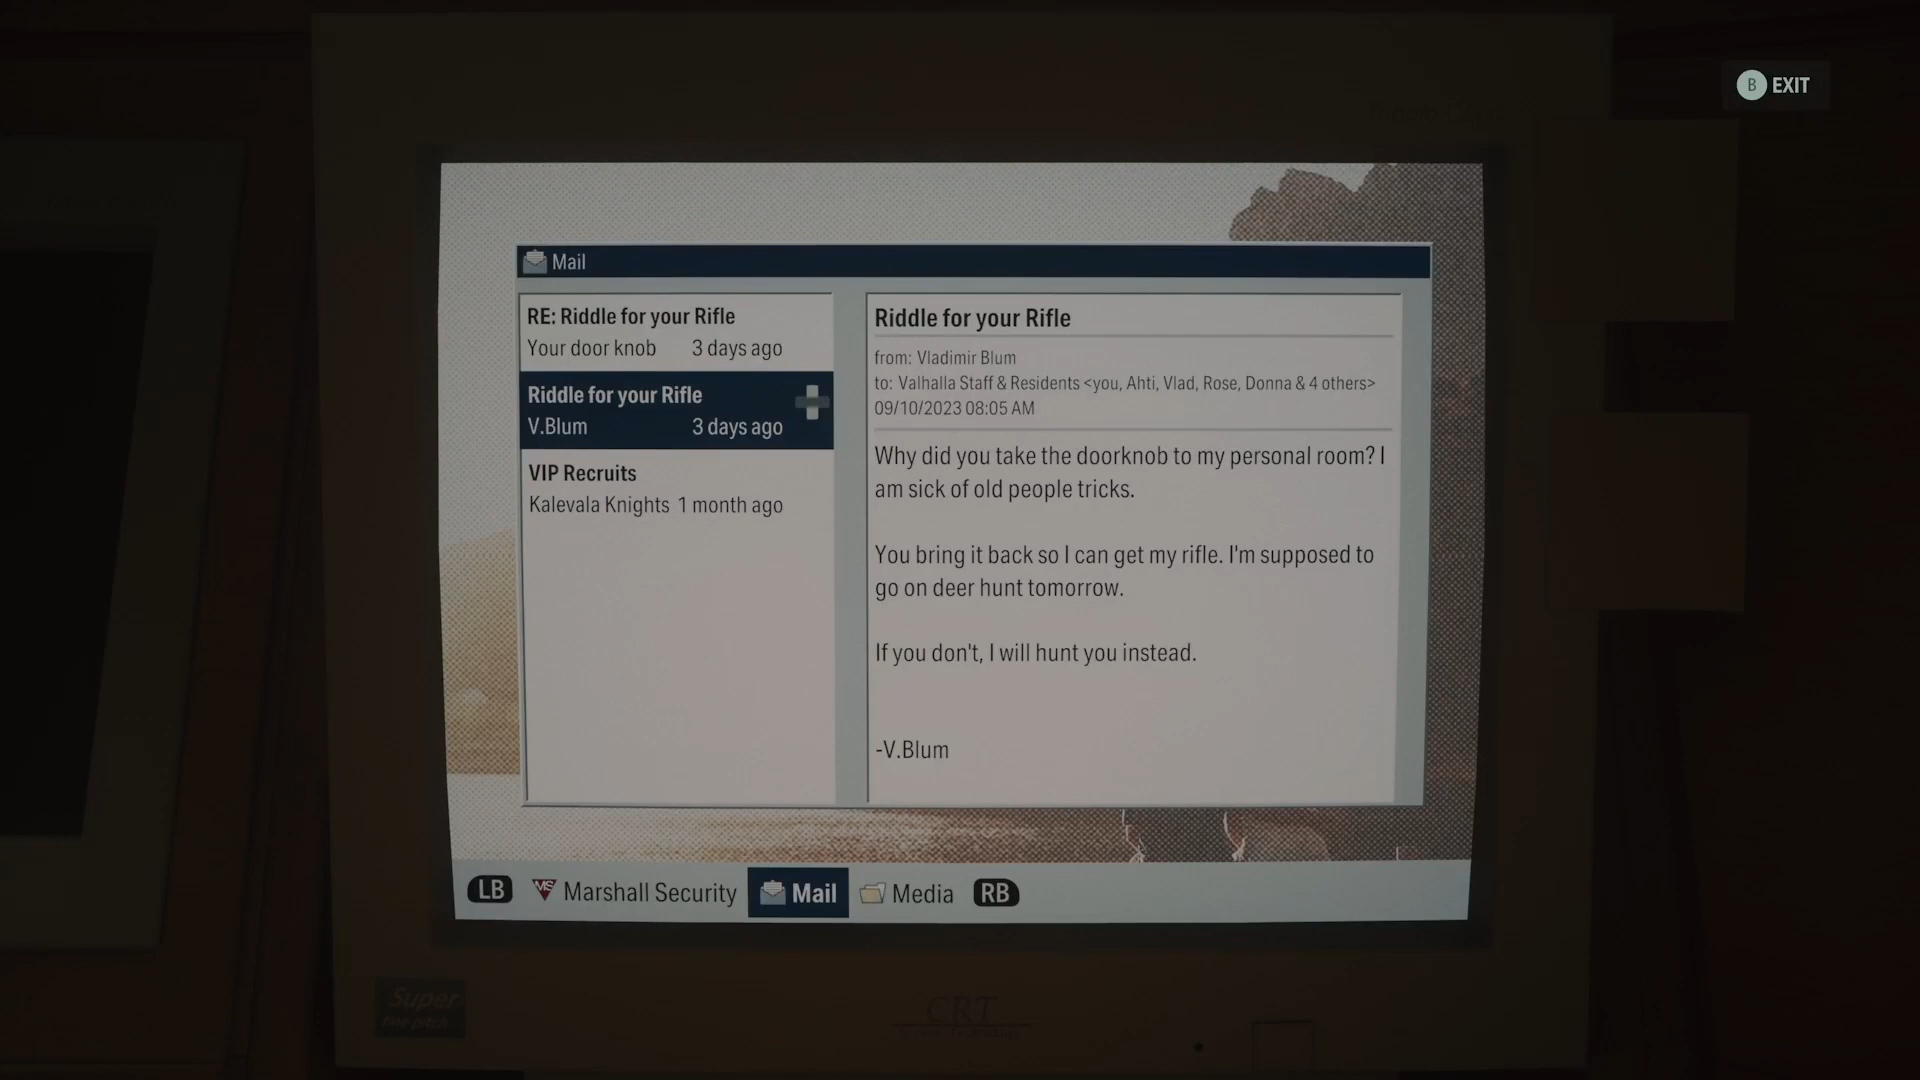 B EXIT
Mail
RE: Riddle for your Rifle
Your door knob 3 days ago
Riddle for your Rifle
V.Blum 3 days ago
VIP Recruits
Kalevala Knights 1 month ago
Riddle for your Rifle
from: Vladimir Blum
to: Valhalla Staff & Residents <you, Ahti, Vlad, Rose, Donna & 4 others>
09/10/2023 08:05 AM
Why did you take the doorknob to my personal room? I
am sick of old people tricks.
You bring it back so I can get my rifle. I'm supposed to
go on deer hunt tomorrow.
If you don't, I will hunt you instead.
-V.Blum
LB MS Marshall Security Mail Media RB
Super
fine pitch
CRT